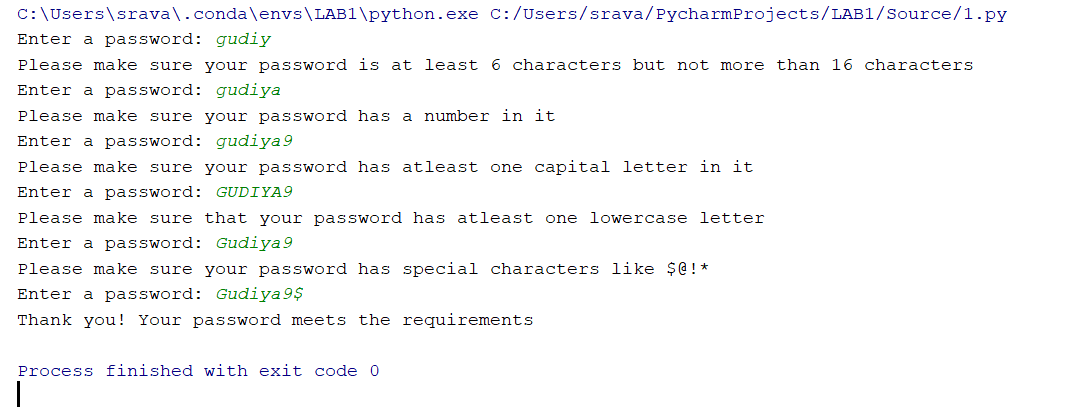 C:\Users\srava\.conda\envs\LAB1\python.exe C:/Users/srava/PycharmProjects/LAB1/Source/1.py
Enter a password: gudiy
Please make sure your password is at least 6 characters but not more than 16 characters
Enter a password: gudiya
Please make sure your password has a number in it
Enter a password: gudiya9
Please make sure your password has atleast one capital letter in it
Enter a password: GUDIYA9
Please make sure that your password has atleast one lowercase letter
Enter a password: Gudiya9
Please make sure your password has special characters like $@!*
Enter a password: Gudiya9$
Thank you! Your password meets the requirements
Process finished with exit code 0